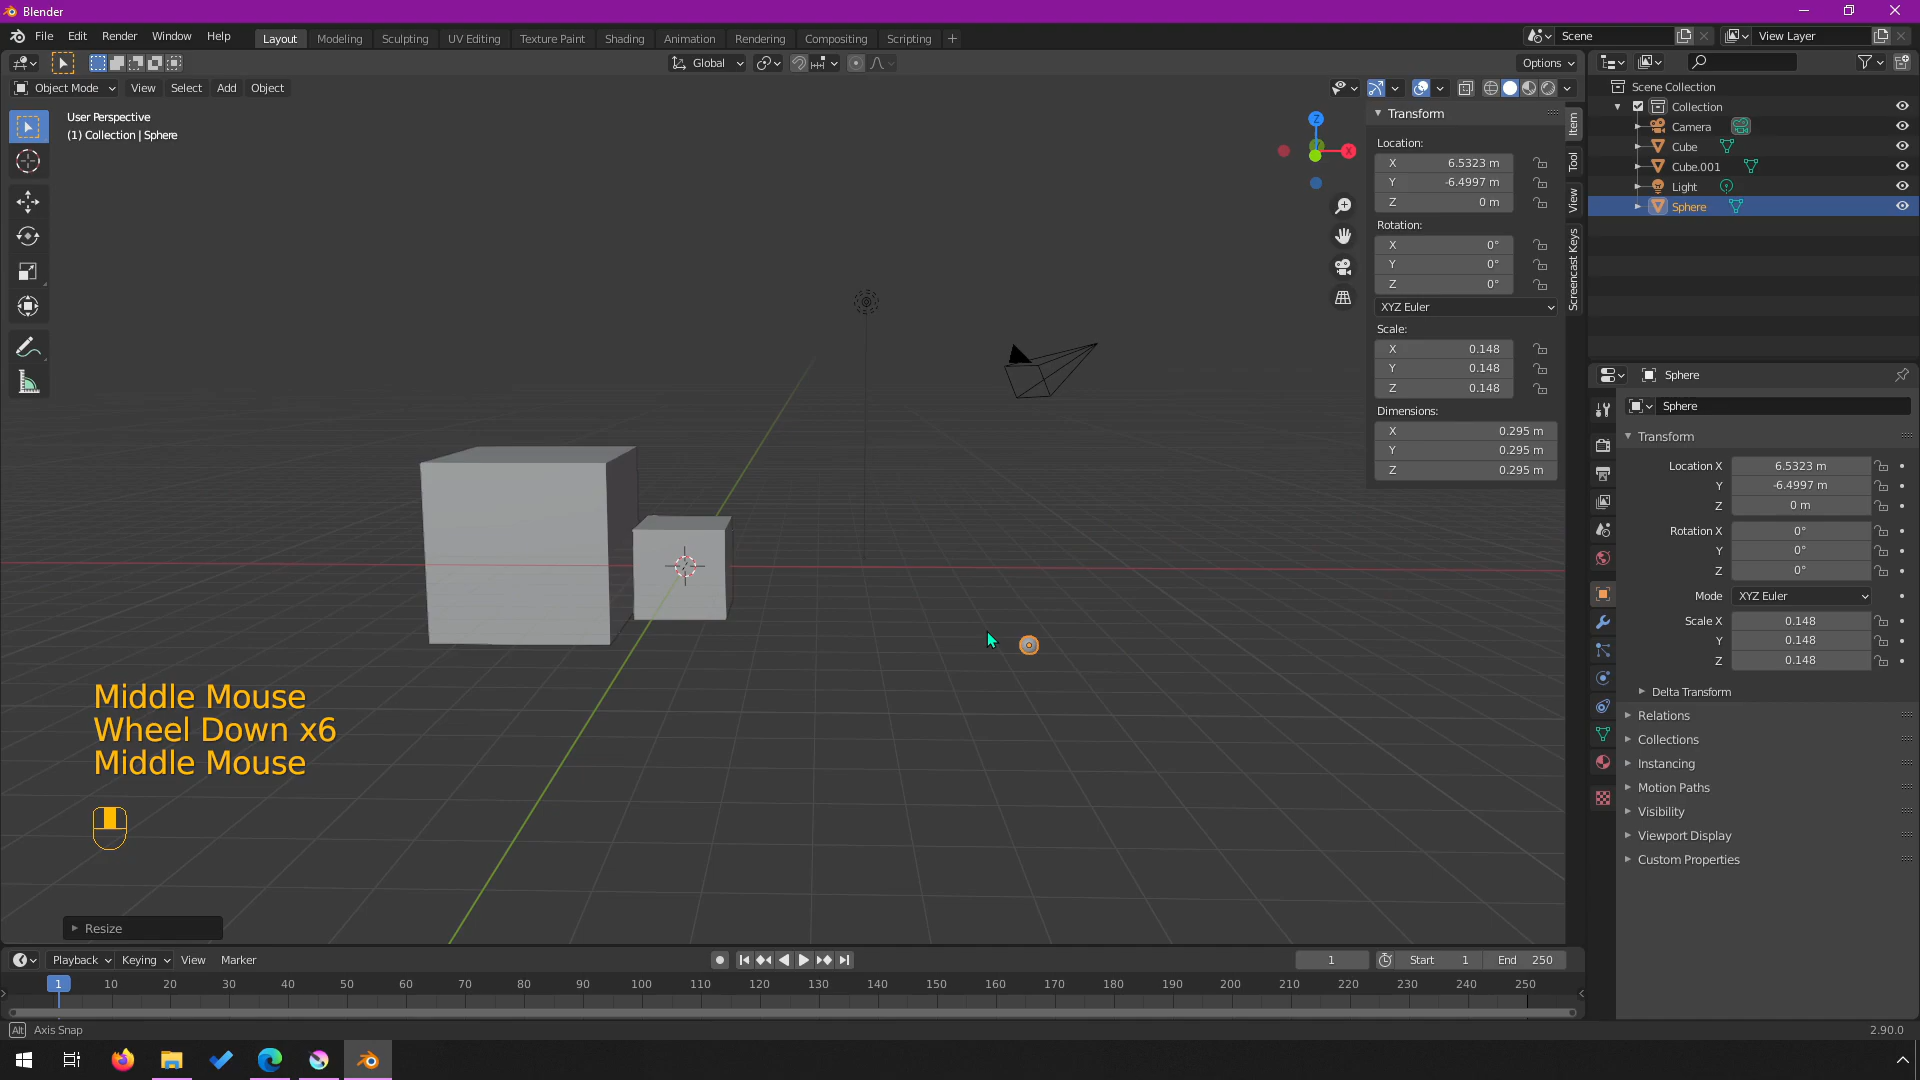 Blender
File Edit Render Window Help
Layout Modeling Sculpting UV Editing Texture Paint Shading Animation Rendering Compositing Scripting
Scene
View Layer
Global
Options
Object Mode View Select Add Object
User Perspective
(1) Collection | Sphere
Z
X
Transform
Location:
X 6.5323 m
Y -6.4997 m
Z 0 m
Rotation:
X 0°
Y 0°
Z 0°
XYZ Euler
Scale:
X 0.148
Y 0.148
Z 0.148
Dimensions:
X 0.295 m
Y 0.295 m
Z 0.295 m
Item
Tool
View
Screencast Keys
Scene Collection
Collection
Camera
Cube
Cube.001
Light
Sphere
Sphere
Sphere
Transform
Location X 6.5323 m
Y -6.4997 m
Z 0 m
Rotation X 0°
Y 0°
Z 0°
Mode XYZ Euler
Scale X 0.148
Y 0.148
Z 0.148
Delta Transform
Relations
Collections
Instancing
Motion Paths
Visibility
Viewport Display
Custom Properties
Middle Mouse
Wheel Down x6
Middle Mouse
Resize
Playback Keying View Marker
1 Start 1 End 250
1 10 20 30 40 50 60 70 80 90 100 110 120 130 140 150 160 170 180 190 200 210 220 230 240 250
Alt Axis Snap
2.90.0